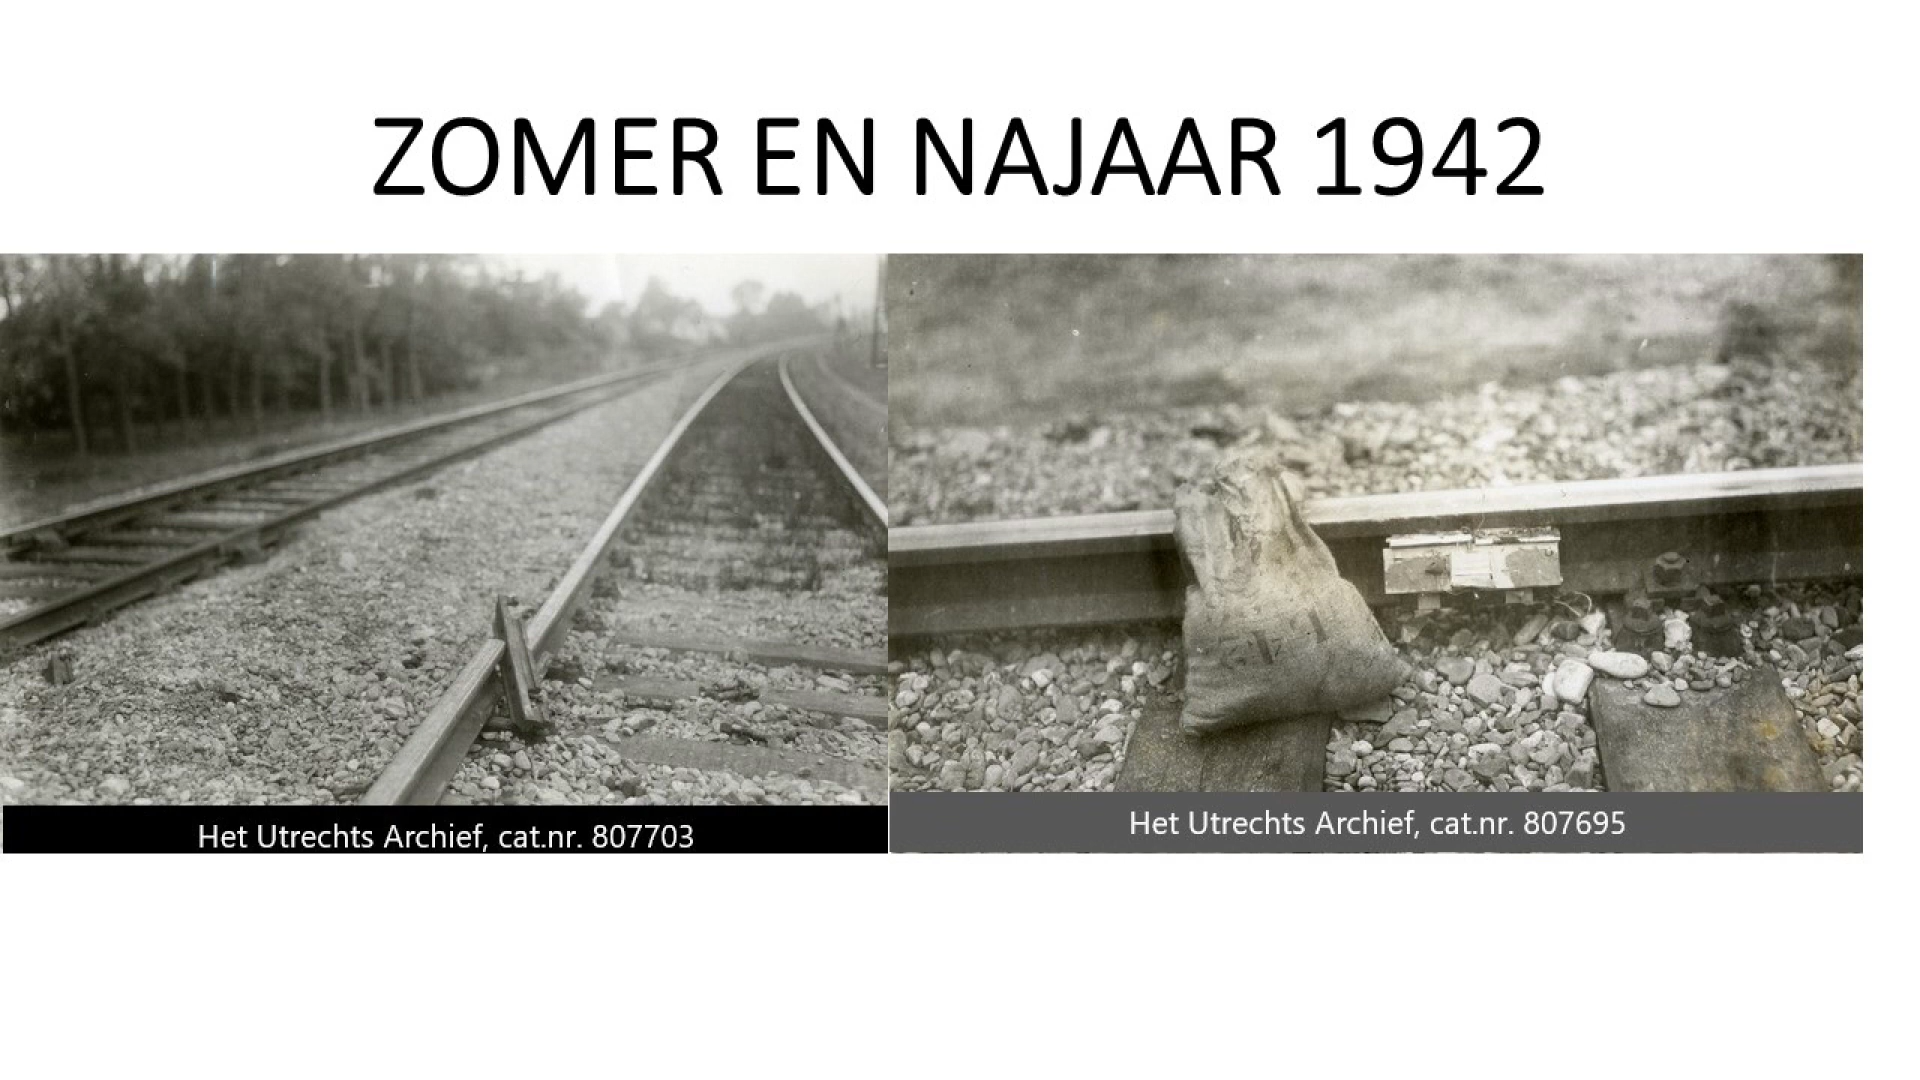 ZOMER EN NAJAAR 1942
Het Utrechts Archief, cat.nr. 807703
Het Utrechts Archief, cat.nr. 807695